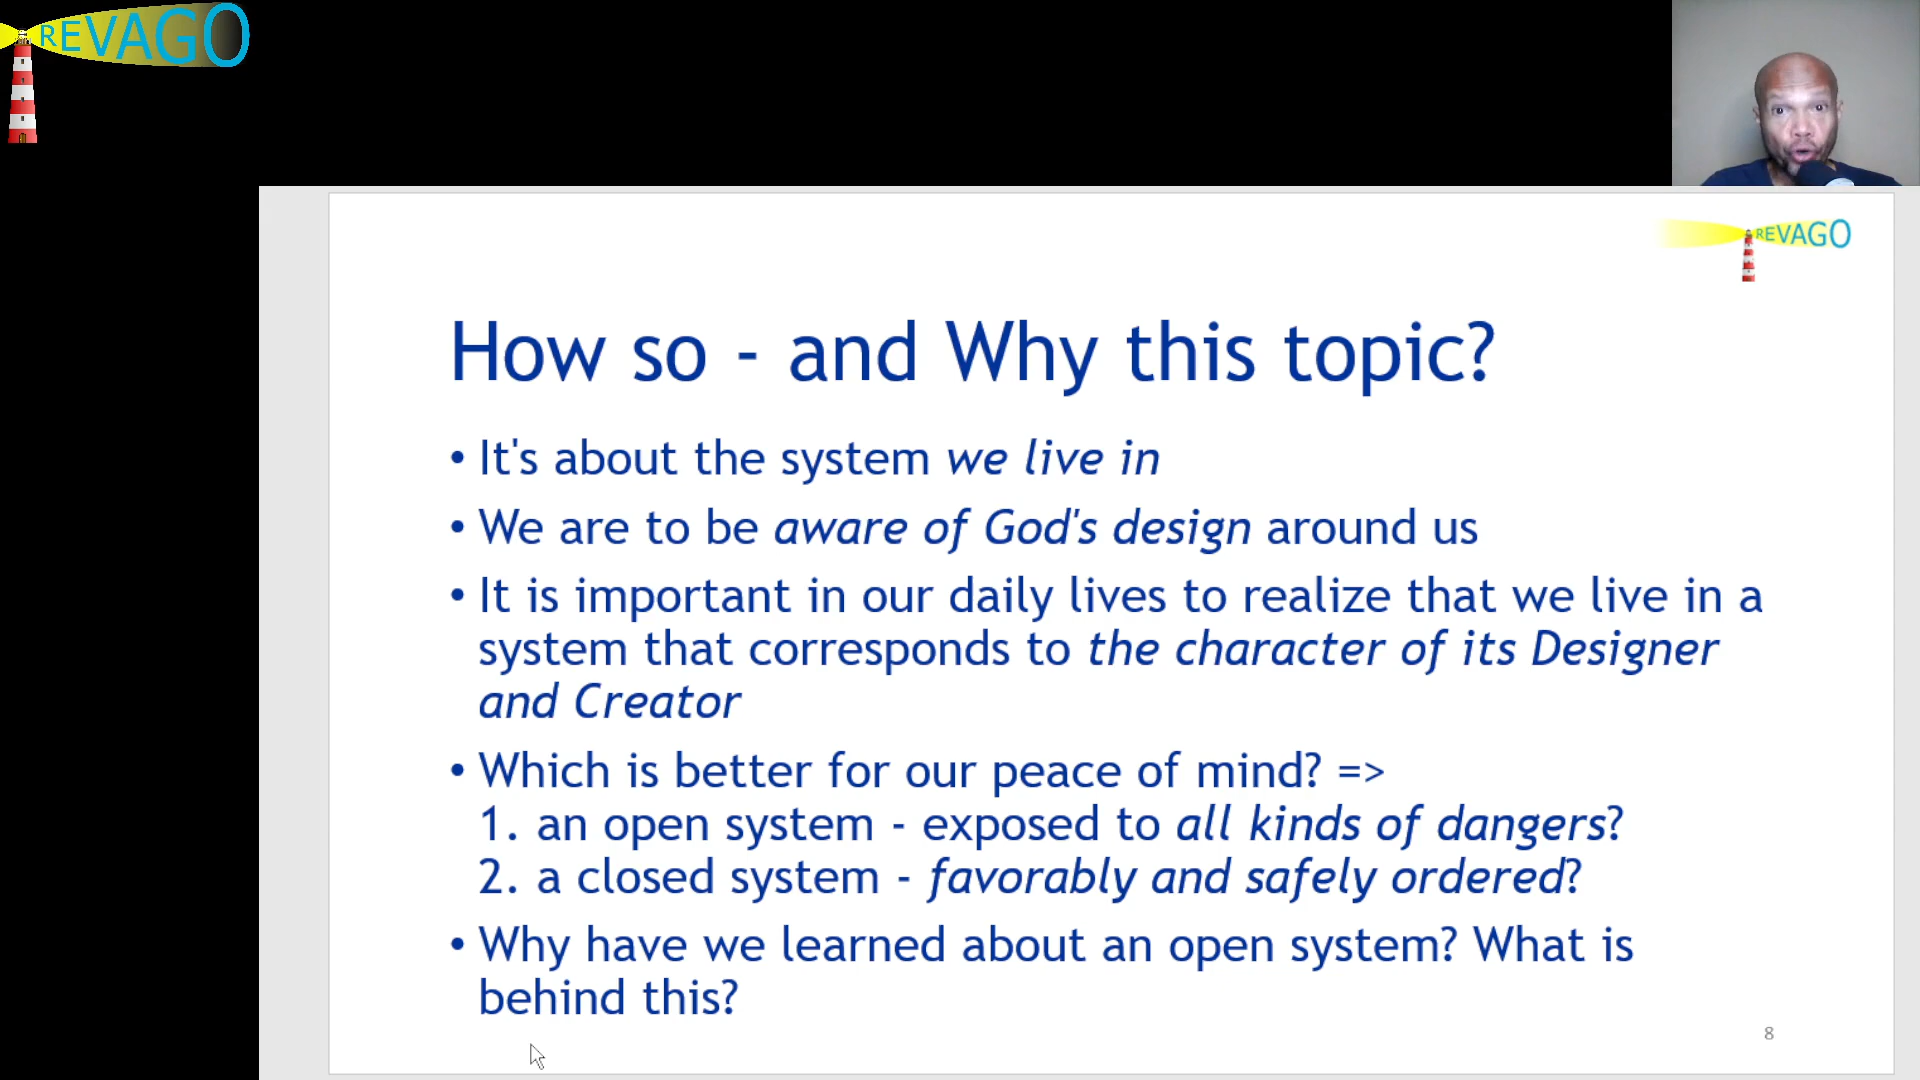 REVAGO
REVAGO
How so - and Why this topic?
• It's about the system we live in
• We are to be aware of God's design around us
• It is important in our daily lives to realize that we live in a
system that corresponds to the character of its Designer
and Creator
• Which is better for our peace of mind? =>
1. an open system - exposed to all kinds of dangers?
2. a closed system - favorably and safely ordered?
• Why have we learned about an open system? What is
behind this?
8